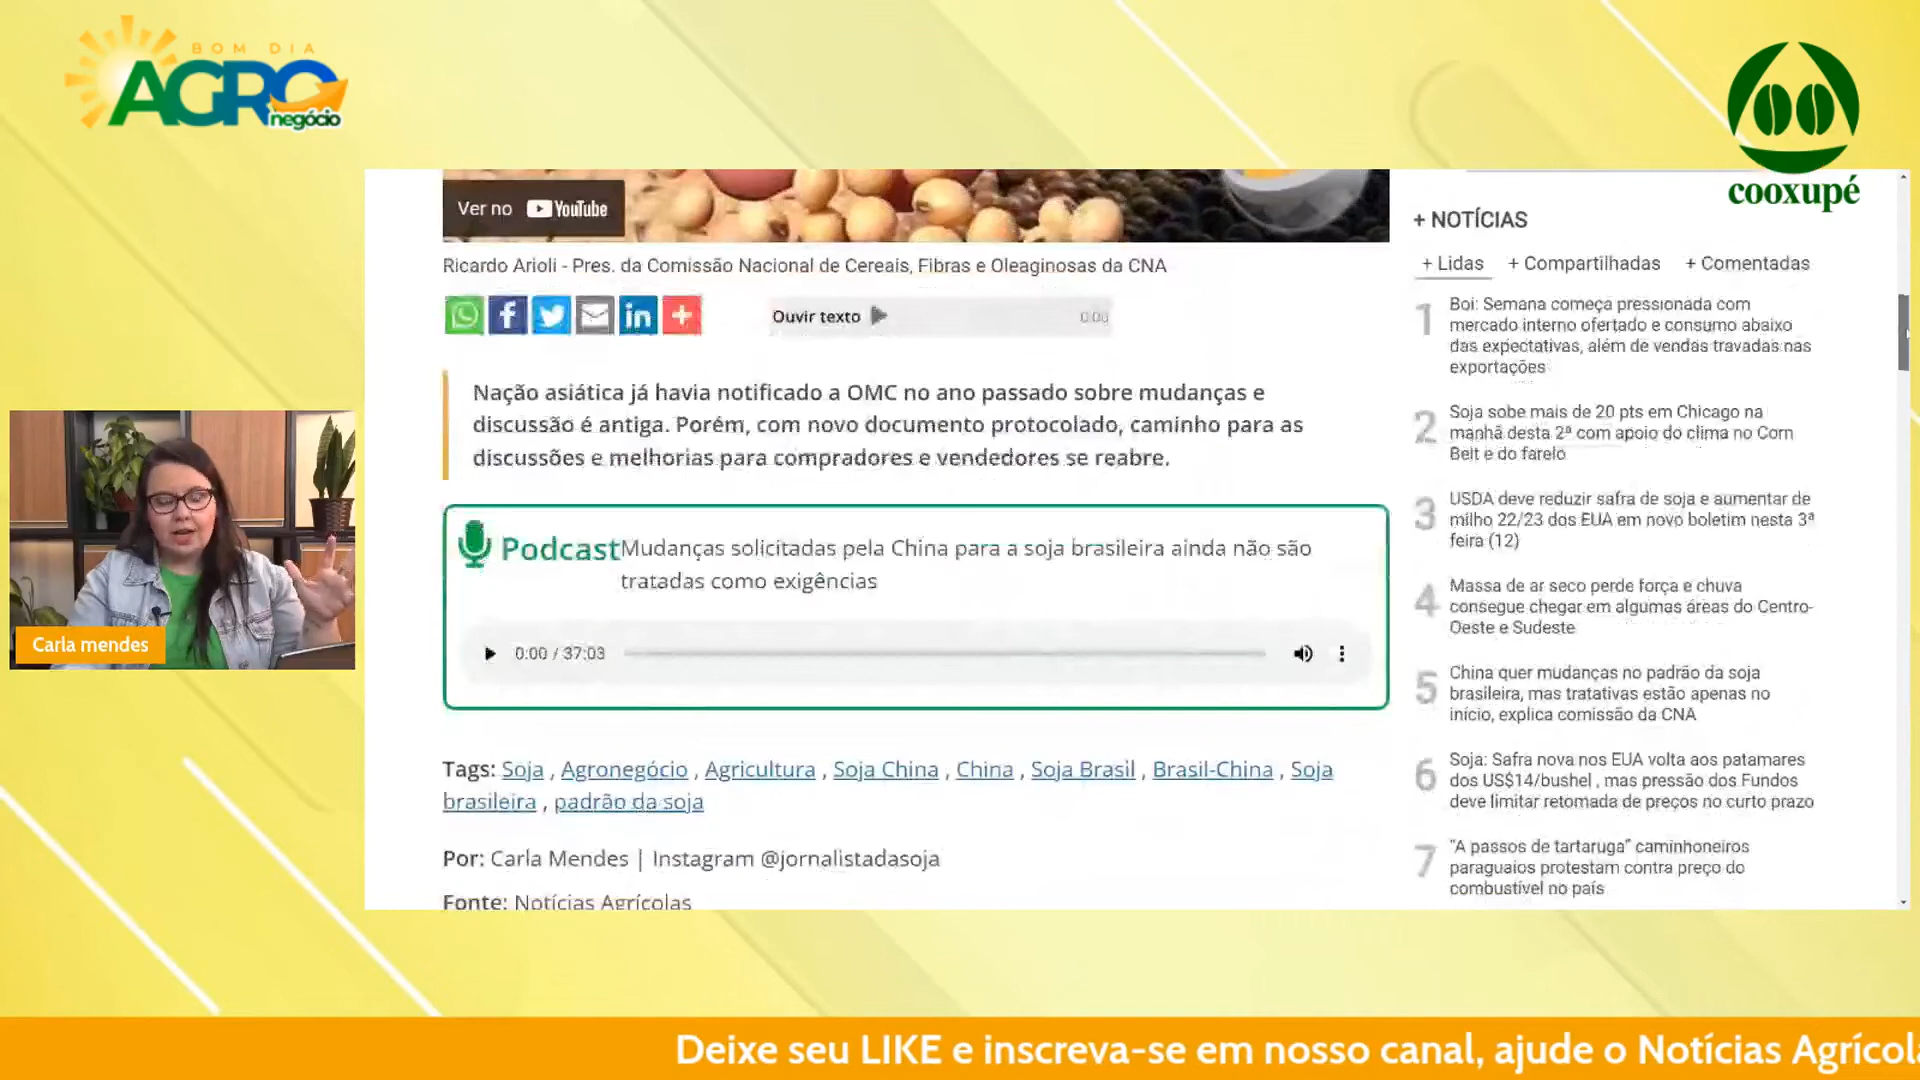 BOM DIA
AGRO
negócio
cooxupé
Ver no YouTube
Ricardo Arioli - Pres. da Comissão Nacional de Cereais, Fibras e Oleaginosas da CNA
Ouvir texto
0:00
Nação asiática já havia notificado a OMC no ano passado sobre mudanças e
discussão é antiga. Porém, com novo documento protocolado, caminho para as
discussões e melhorias para compradores e vendedores se reabre.
Podcast
Mudanças solicitadas pela China para a soja brasileira ainda não são
tratadas como exigências
0:00 / 37:03
Tags: Soja , Agronegócio , Agricultura , Soja China , China , Soja Brasil , Brasil-China , Soja
brasileira , padrão da soja
Por: Carla Mendes | Instagram @jornalistadasoja
Fonte: Notícias Agrícolas
+ NOTÍCIAS
+ Lidas + Compartilhadas + Comentadas
1 Boi: Semana começa pressionada com
mercado interno ofertado e consumo abaixo
das expectativas, além de vendas travadas nas
exportações
2 Soja sobe mais de 20 pts em Chicago na
manhã desta 2ª com apoio do clima no Corn
Belt e do farelo
3 USDA deve reduzir safra de soja e aumentar de
milho 22/23 dos EUA em novo boletim nesta 3ª
feira (12)
4 Massa de ar seco perde força e chuva
consegue chegar em algumas áreas do Centro-
Oeste e Sudeste
5 China quer mudanças no padrão da soja
brasileira, mas tratativas estão apenas no
início, explica comissão da CNA
6 Soja: Safra nova nos EUA volta aos patamares
dos US$14/bushel , mas pressão dos Fundos
deve limitar retomada de preços no curto prazo
7 "A passos de tartaruga" caminhoneiros
paraguaios protestam contra preço do
combustível no país
Carla mendes
Deixe seu LIKE e inscreva-se em nosso canal, ajude o Notícias Agrícol